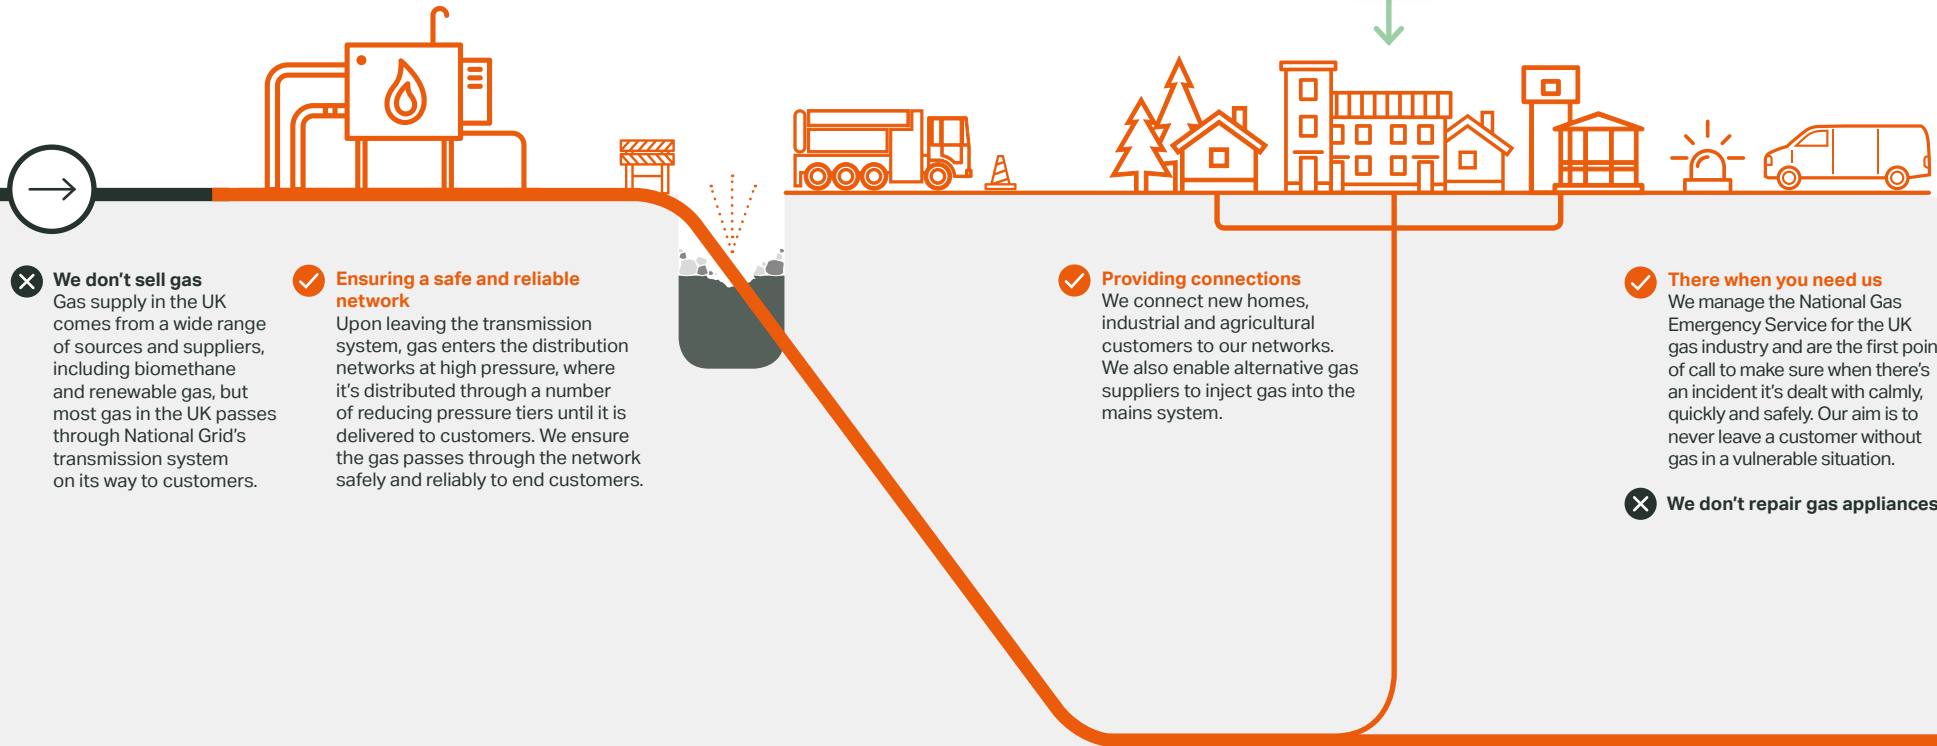 We don't sell gas
Gas supply in the UK
comes from a wide range
of sources and suppliers,
including biomethane
and renewable gas, but
most gas in the UK passes
through National Grid's
transmission system
on its way to customers.
Ensuring a safe and reliable
network
Upon leaving the transmission
system, gas enters the distribution
networks at high pressure, where
it's distributed through a number
of reducing pressure tiers until it is
delivered to customers. We ensure
the gas passes through the network
safely and reliably to end customers.
Providing connections
We connect new homes,
industrial and agricultural
customers to our networks.
We also enable alternative gas
suppliers to inject gas into the
mains system.
There when you need us
We manage the National Gas
Emergency Service for the UK
gas industry and are the first poin
of call to make sure when there's
an incident it's dealt with calmly,
quickly and safely. Our aim is to
never leave a customer without
gas in a vulnerable situation.
We don't repair gas appliances